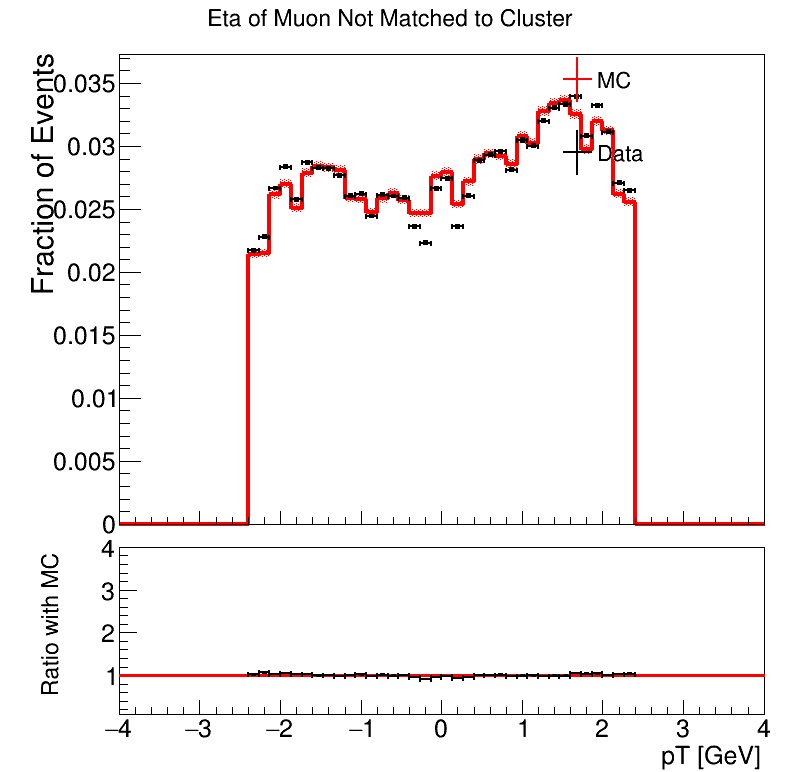 Eta of Muon Not Matched to Cluster
Fraction of Events
0.035
0.03
0.025
0.02
0.015
0.01
0.005
0
MC
Data
Ratio with MC
4
3
2
1
−4 −3 −2 −1 0 1 2 3 4
pT [GeV]